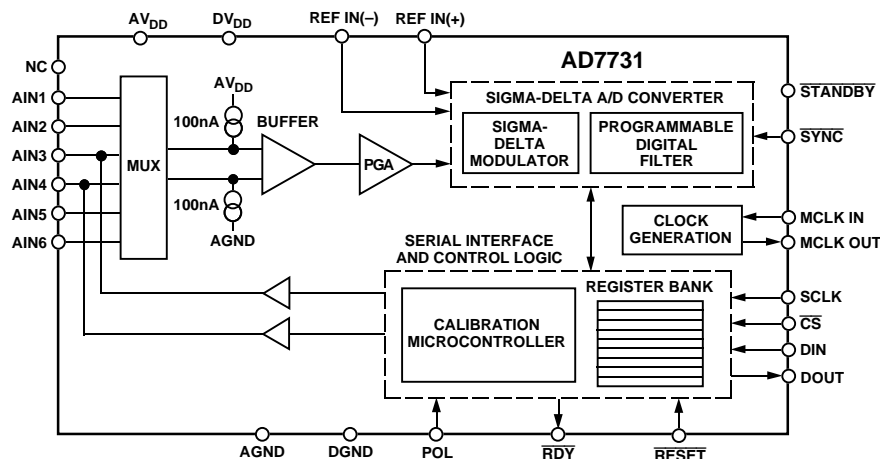 AVDD
DVDD
REF IN(–)
REF IN(+)
AD7731
NC
AIN1
AIN2
AIN3
AIN4
AIN5
AIN6
MUX
AVDD
100nA
BUFFER
100nA
AGND
PGA
SIGMA-DELTA A/D CONVERTER
SIGMA-
DELTA
MODULATOR
PROGRAMMABLE
DIGITAL
FILTER
STANDBY
SYNC
CLOCK
GENERATION
MCLK IN
MCLK OUT
SERIAL INTERFACE
AND CONTROL LOGIC
REGISTER BANK
CALIBRATION
MICROCONTROLLER
SCLK
CS
DIN
DOUT
AGND
DGND
POL
RDY
RESET